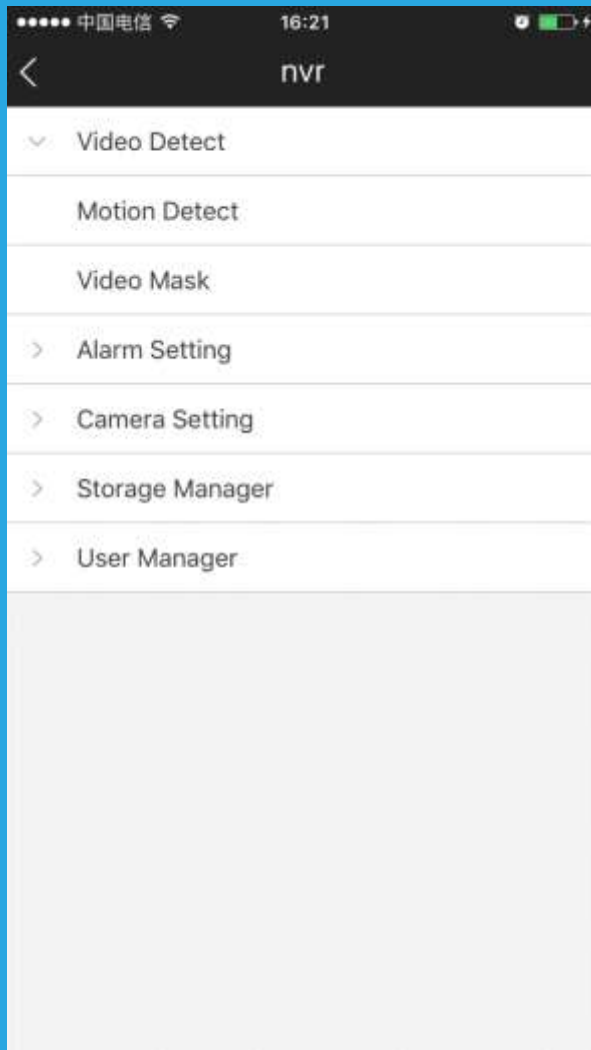 中国电信 16:21
nvr
Video Detect
Motion Detect
Video Mask
Alarm Setting
Camera Setting
Storage Manager
User Manager